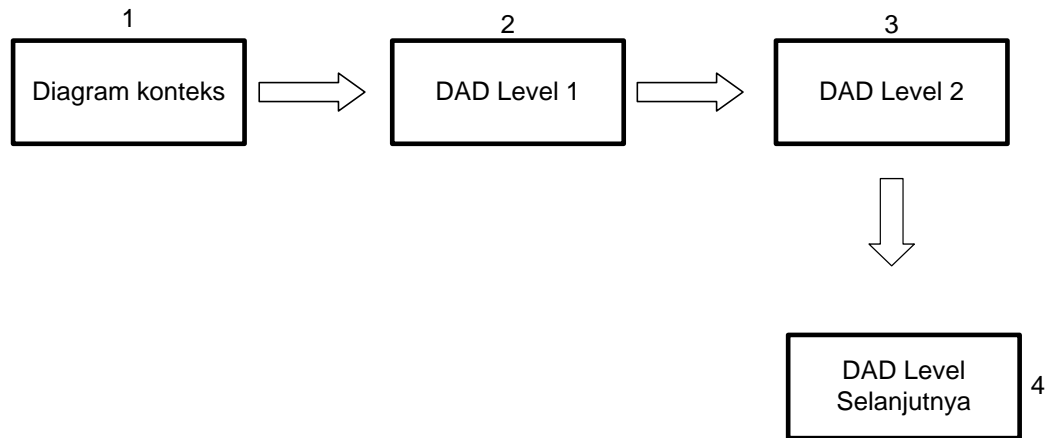 1
Diagram konteks
2
DAD Level 1
3
DAD Level 2
DAD Level
Selanjutnya
4